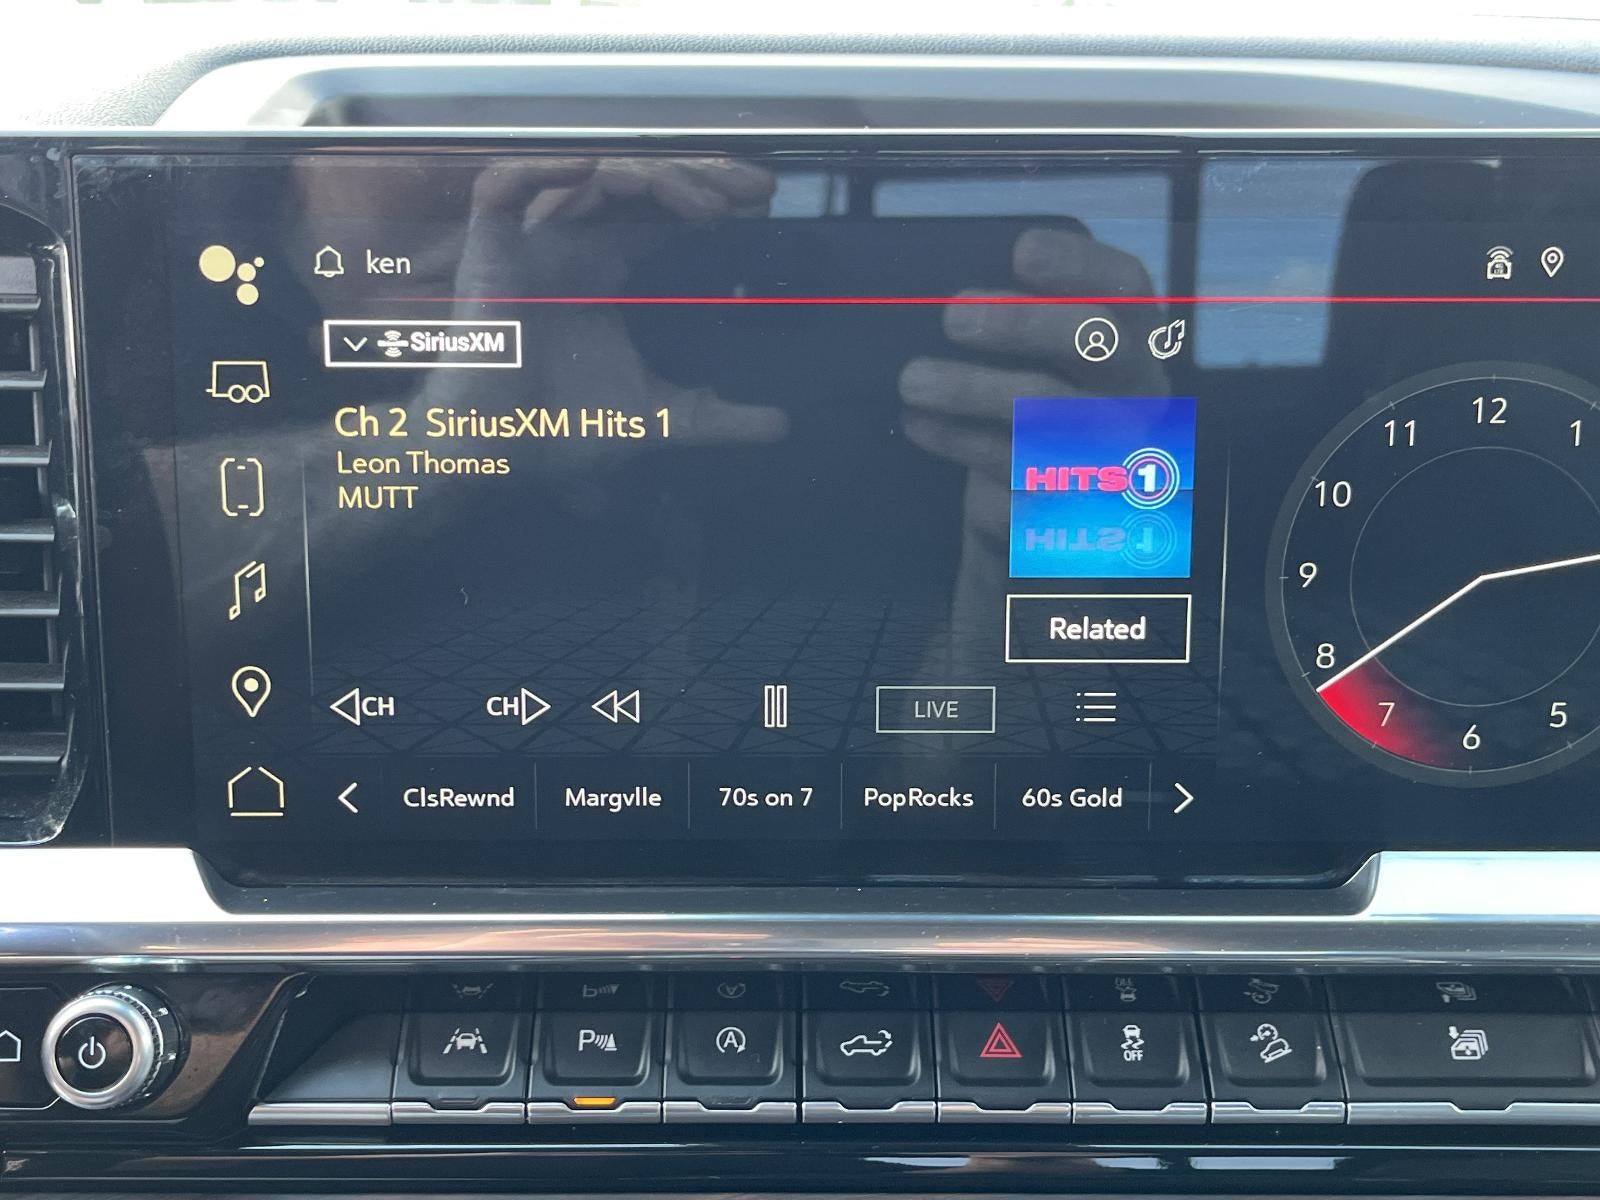 ken
SiriusXM
Ch 2 SiriusXM Hits 1
Leon Thomas
MUTT
HITS 1
Related
CH
CH
LIVE
ClsRewnd
Margvlle
70s on 7
PopRocks
60s Gold
12
11
1
10
9
8
7
6
5
P
A
OFF